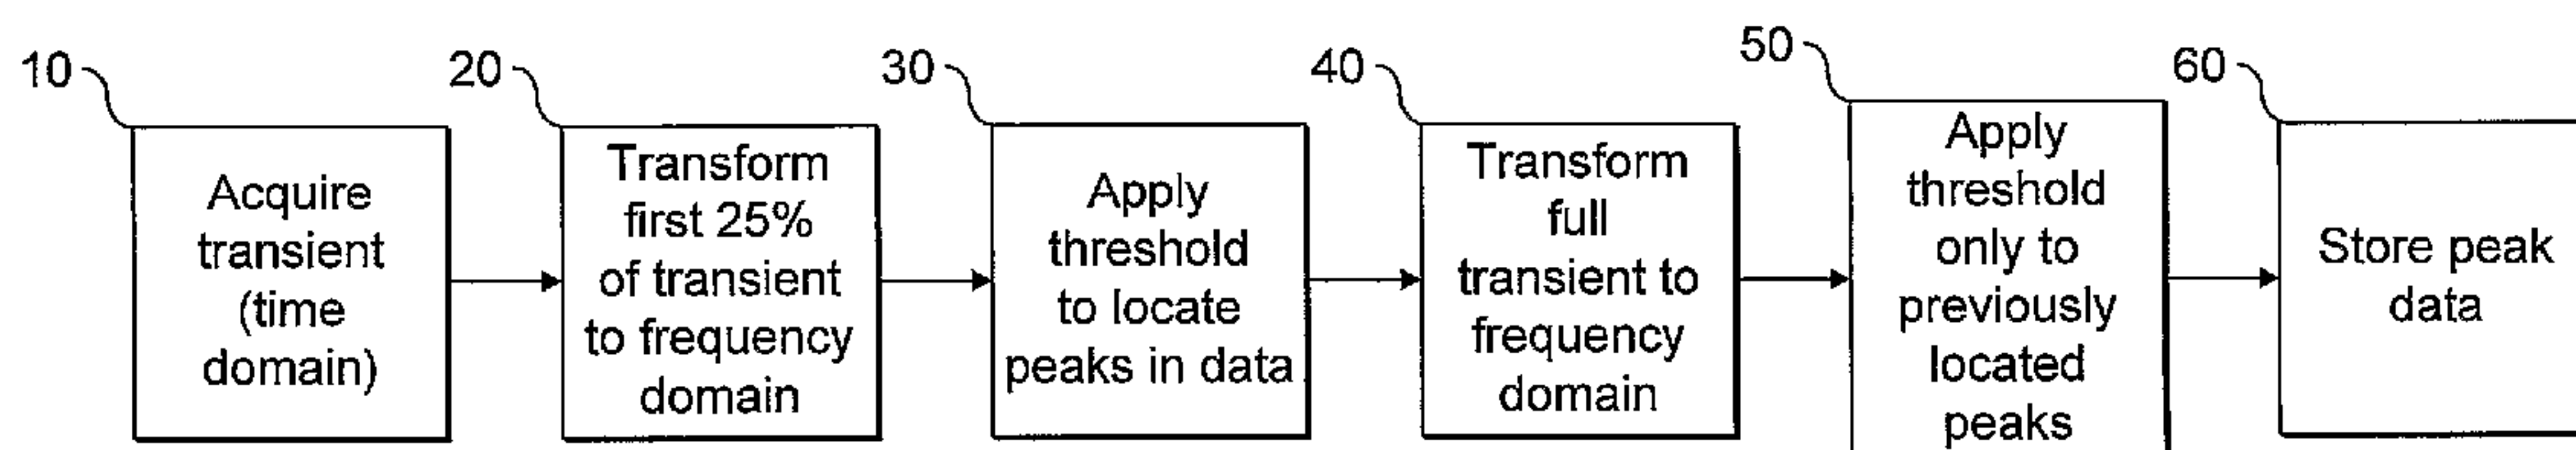 10
Acquire
transient
(time
domain)
20
Transform
first 25%
of transient
to frequency
domain
30
Apply
threshold
to locate
peaks in data
40
Transform
full
transient to
frequency
domain
50
Apply
threshold
only to
previously
located
peaks
60
Store peak
data